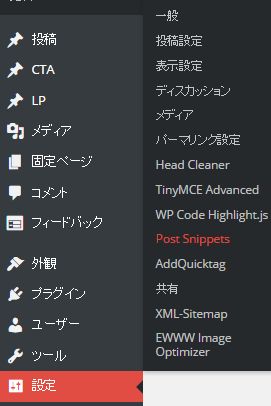 投稿
CTA
LP
メディア
固定ページ
コメント
フィードバック
外観
プラグイン
ユーザー
ツール
設定
一般
投稿設定
表示設定
ディスカッション
メディア
パーマリンク設定
Head Cleaner
TinyMCE Advanced
WP Code Highlight.js
Post Snippets
AddQuicktag
共有
XML-Sitemap
EWWW Image
Optimizer